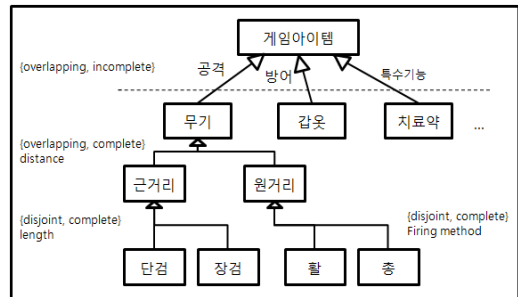 게임아이템
{overlapping, incomplete}
공격
방어
특수기능
무기
갑옷
치료약
...
{overlapping, complete}
distance
근거리
원거리
{disjoint, complete}
length
{disjoint, complete}
Firing method
단검
장검
활
총